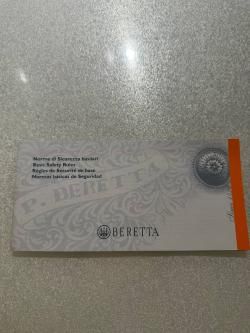 Norme di Sicurezza basilari
Basic Safety Rules
Règles de Sécurité de base
Normas básicas de Seguridad
BERETTA